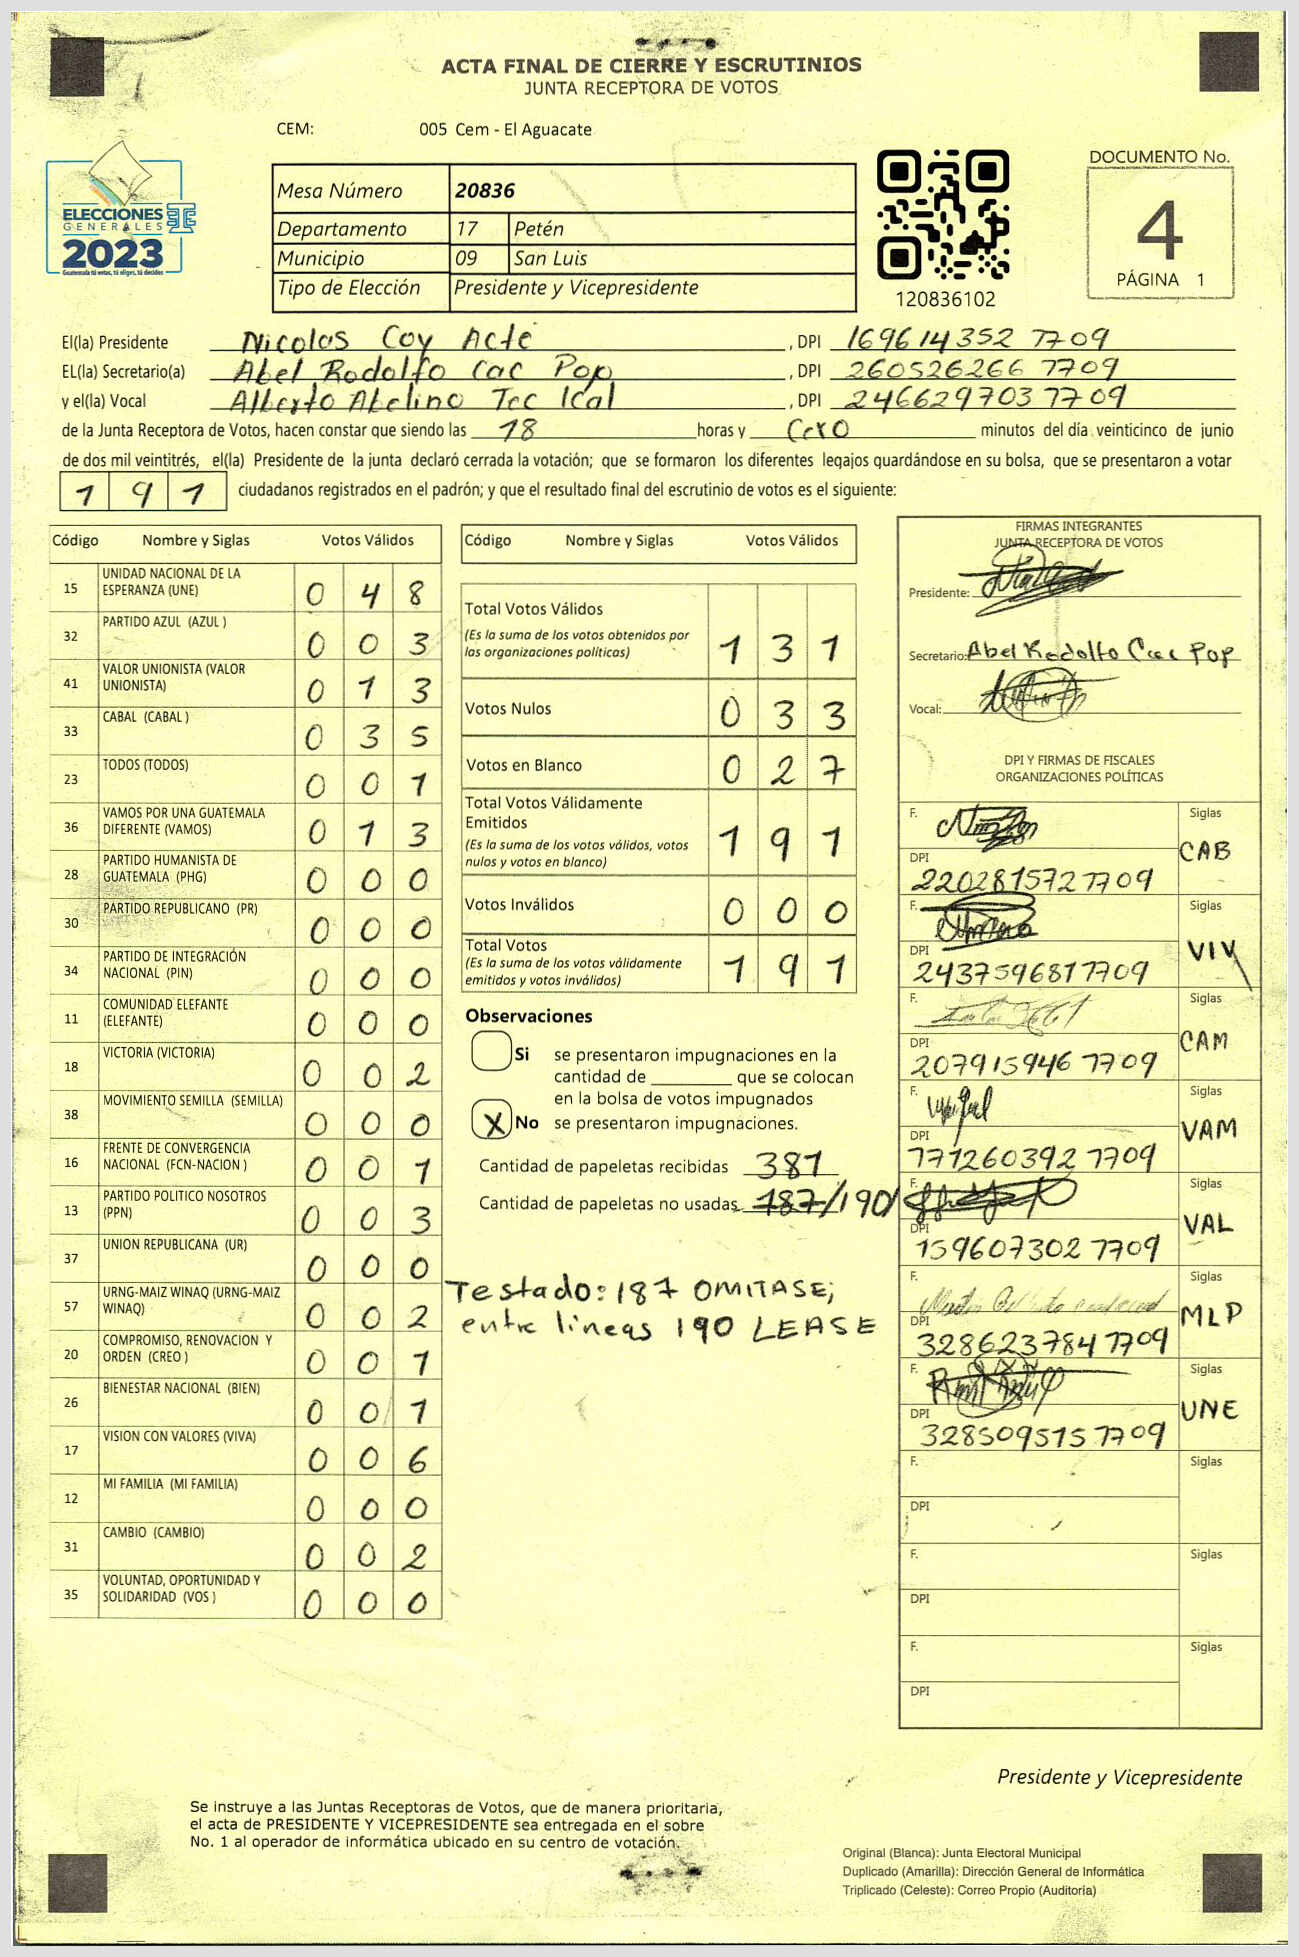 ACTA FINAL DE CIERRE Y ESCRUTINIOS
JUNTA RECEPTORA DE VOTOS
CEM: 005 Cem - El Aguacate
ELECCIONES
GENERALES
2023
Guatemala tú votas, tú eliges, tú decides
Mesa Número 20836
Departamento 17 Petén
Municipio 09 San Luis
Tipo de Elección Presidente y Vicepresidente
120836102
DOCUMENTO No.
4
PÁGINA 1
El(la) Presidente Nicolas Coy Acté , DPI 169614352 7709
EL(la) Secretario(a) Abel Rodolfo Cac Pop , DPI 260526266 7709
y el(la) Vocal Alberto Abelino Tec Ical , DPI 246629703 7709
de la Junta Receptora de Votos, hacen constar que siendo las 18 horas y Cero minutos del día veinticinco de junio
de dos mil veintitrés, el(la) Presidente de la junta declaró cerrada la votación; que se formaron los diferentes legajos guardándose en su bolsa, que se presentaron a votar
1 9 1 ciudadanos registrados en el padrón; y que el resultado final del escrutinio de votos es el siguiente:
Código Nombre y Siglas Votos Válidos
15 UNIDAD NACIONAL DE LA ESPERANZA (UNE) 0 4 8
32 PARTIDO AZUL (AZUL ) 0 0 3
41 VALOR UNIONISTA (VALOR UNIONISTA) 0 1 3
33 CABAL (CABAL ) 0 3 5
23 TODOS (TODOS) 0 0 1
36 VAMOS POR UNA GUATEMALA DIFERENTE (VAMOS) 0 1 3
28 PARTIDO HUMANISTA DE GUATEMALA (PHG) 0 0 0
30 PARTIDO REPUBLICANO (PR) 0 0 0
34 PARTIDO DE INTEGRACIÓN NACIONAL (PIN) 0 0 0
11 COMUNIDAD ELEFANTE (ELEFANTE) 0 0 0
18 VICTORIA (VICTORIA) 0 0 2
38 MOVIMIENTO SEMILLA (SEMILLA) 0 0 0
16 FRENTE DE CONVERGENCIA NACIONAL (FCN-NACION ) 0 0 1
13 PARTIDO POLITICO NOSOTROS (PPN) 0 0 3
37 UNION REPUBLICANA (UR) 0 0 0
57 URNG-MAIZ WINAQ (URNG-MAIZ WINAQ) 0 0 2
20 COMPROMISO, RENOVACION Y ORDEN (CREO ) 0 0 1
26 BIENESTAR NACIONAL (BIEN) 0 0 1
17 VISION CON VALORES (VIVA) 0 0 6
12 MI FAMILIA (MI FAMILIA) 0 0 0
31 CAMBIO (CAMBIO) 0 0 2
35 VOLUNTAD, OPORTUNIDAD Y SOLIDARIDAD (VOS ) 0 0 0
Código Nombre y Siglas Votos Válidos
Total Votos Válidos
(Es la suma de los votos obtenidos por
las organizaciones políticas) 1 3 1
Votos Nulos 0 3 3
Votos en Blanco 0 2 7
Total Votos Válidamente
Emitidos
(Es la suma de los votos válidos, votos
nulos y votos en blanco) 1 9 1
Votos Inválidos 0 0 0
Total Votos
(Es la suma de los votos válidamente
emitidos y votos inválidos) 1 9 1
Observaciones
Si se presentaron impugnaciones en la
cantidad de ________ que se colocan
en la bolsa de votos impugnados
X No se presentaron impugnaciones.
Cantidad de papeletas recibidas 381
Cantidad de papeletas no usadas 187/190/
Testado: 187 OMITASE;
entre lineas 190 LEASE
FIRMAS INTEGRANTES
JUNTA RECEPTORA DE VOTOS
Presidente:
Secretario: Abel Rodolfo Cac Pop
Vocal:
DPI Y FIRMAS DE FISCALES
ORGANIZACIONES POLÍTICAS
F. Siglas
DPI 220281572 7709 CAB
F. Siglas
DPI 243759681 7709 VIV
F. Siglas
DPI 207915946 7709 CAM
F. Siglas
DPI 171260392 7709 VAM
F. Siglas
DPI 159607302 7709 VAL
F. Siglas
DPI 328623784 7709 MLP
F. Siglas
DPI 328509515 7709 UNE
F. Siglas
DPI
F. Siglas
DPI
F. Siglas
DPI
Presidente y Vicepresidente
Se instruye a las Juntas Receptoras de Votos, que de manera prioritaria,
el acta de PRESIDENTE Y VICEPRESIDENTE sea entregada en el sobre
No. 1 al operador de informática ubicado en su centro de votación.
Original (Blanca): Junta Electoral Municipal
Duplicado (Amarilla): Dirección General de Informática
Triplicado (Celeste): Correo Propio (Auditoria)